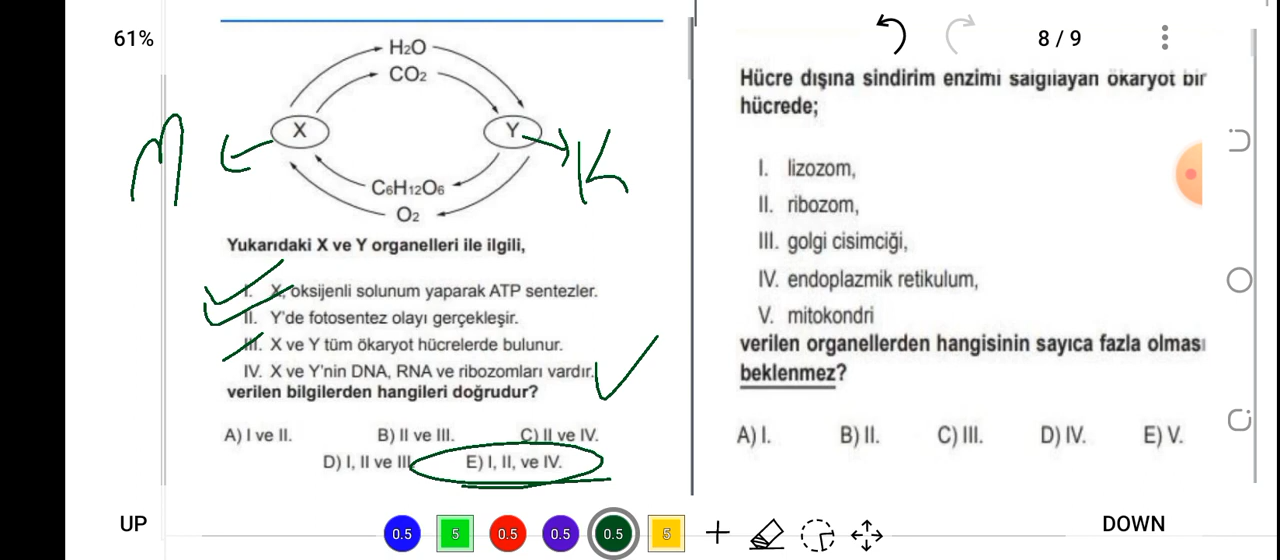 61%
8 / 9
H2O
CO2
X
Y
M
K
C6H12O6
O2
Yukarıdaki X ve Y organelleri ile ilgili,
I. X, oksijenli solunum yaparak ATP sentezler.
II. Y'de fotosentez olayı gerçekleşir.
III. X ve Y tüm ökaryot hücrelerde bulunur.
IV. X ve Y'nin DNA, RNA ve ribozomları vardır.
verilen bilgilerden hangileri doğrudur?
A) I ve II.
B) II ve III.
C) II ve IV.
D) I, II ve III.
E) I, II, ve IV.
Hücre dışına sindirim enzimi salgılayan ökaryot bir
hücrede;
I. lizozom,
II. ribozom,
III. golgi cisimciği,
IV. endoplazmik retikulum,
V. mitokondri
verilen organellerden hangisinin sayıca fazla olması
beklenmez?
A) I.
B) II.
C) III.
D) IV.
E) V.
UP
0.5
5
0.5
0.5
0.5
5
DOWN